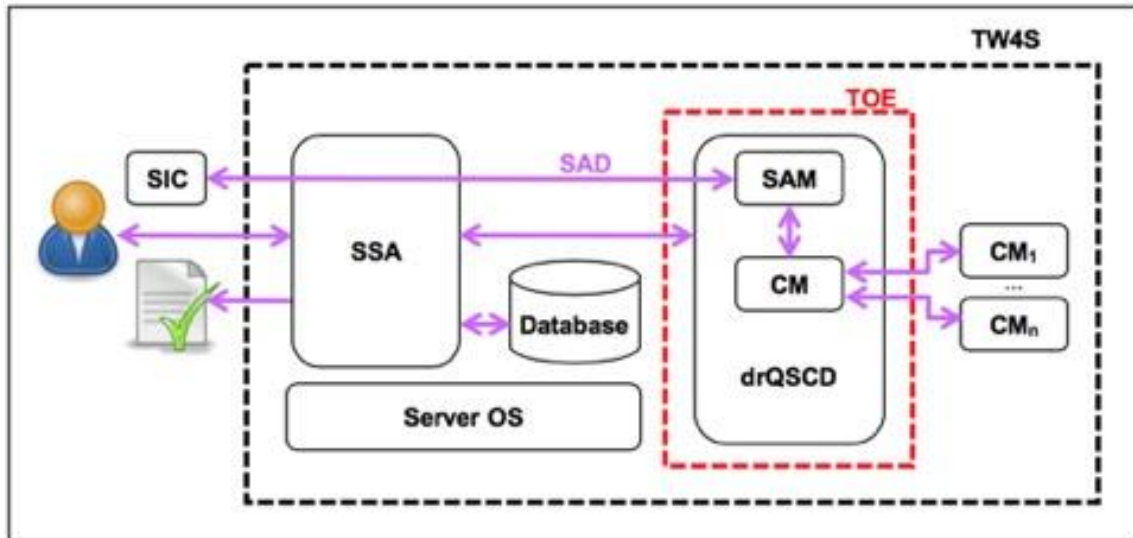 TW4S
TOE
SIC
SAD
SAM
SSA
CM
CM₁
...
CMₙ
Database
drQSCD
Server OS